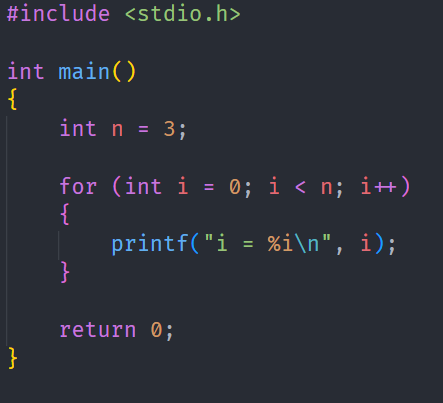 #include <stdio.h>
int main()
{
    int n = 3;
    for (int i = 0; i < n; i++)
    {
        printf("i = %i\n", i);
    }
    return 0;
}